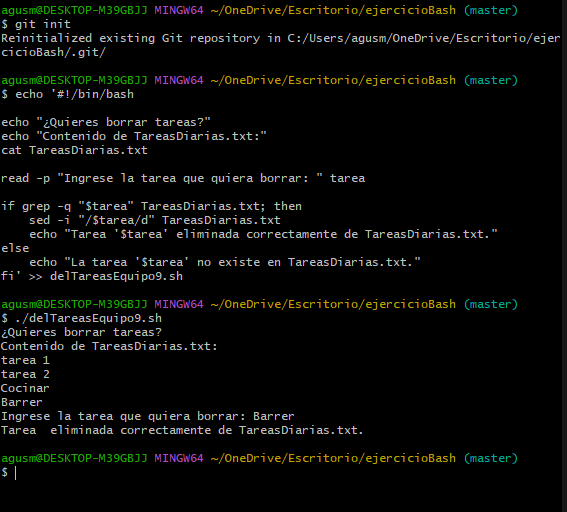 agusm@DESKTOP-M39GBJJ MINGW64 ~/OneDrive/Escritorio/ejercicioBash (master)
$ git init
Reinitialized existing Git repository in C:/Users/agusm/OneDrive/Escritorio/ejer
cicioBash/.git/
agusm@DESKTOP-M39GBJJ MINGW64 ~/OneDrive/Escritorio/ejercicioBash (master)
$ echo '#!/bin/bash
echo "¿Quieres borrar tareas?"
echo "Contenido de TareasDiarias.txt:"
cat TareasDiarias.txt
read -p "Ingrese la tarea que quiera borrar: " tarea
if grep -q "$tarea" TareasDiarias.txt; then
    sed -i "/$tarea/d" TareasDiarias.txt
    echo "Tarea '$tarea' eliminada correctamente de TareasDiarias.txt."
else
    echo "La tarea '$tarea' no existe en TareasDiarias.txt."
fi' >> delTareasEquipo9.sh
agusm@DESKTOP-M39GBJJ MINGW64 ~/OneDrive/Escritorio/ejercicioBash (master)
$ ./delTareasEquipo9.sh
¿Quieres borrar tareas?
Contenido de TareasDiarias.txt:
tarea 1
tarea 2
Cocinar
Barrer
Ingrese la tarea que quiera borrar: Barrer
Tarea  eliminada correctamente de TareasDiarias.txt.
agusm@DESKTOP-M39GBJJ MINGW64 ~/OneDrive/Escritorio/ejercicioBash (master)
$